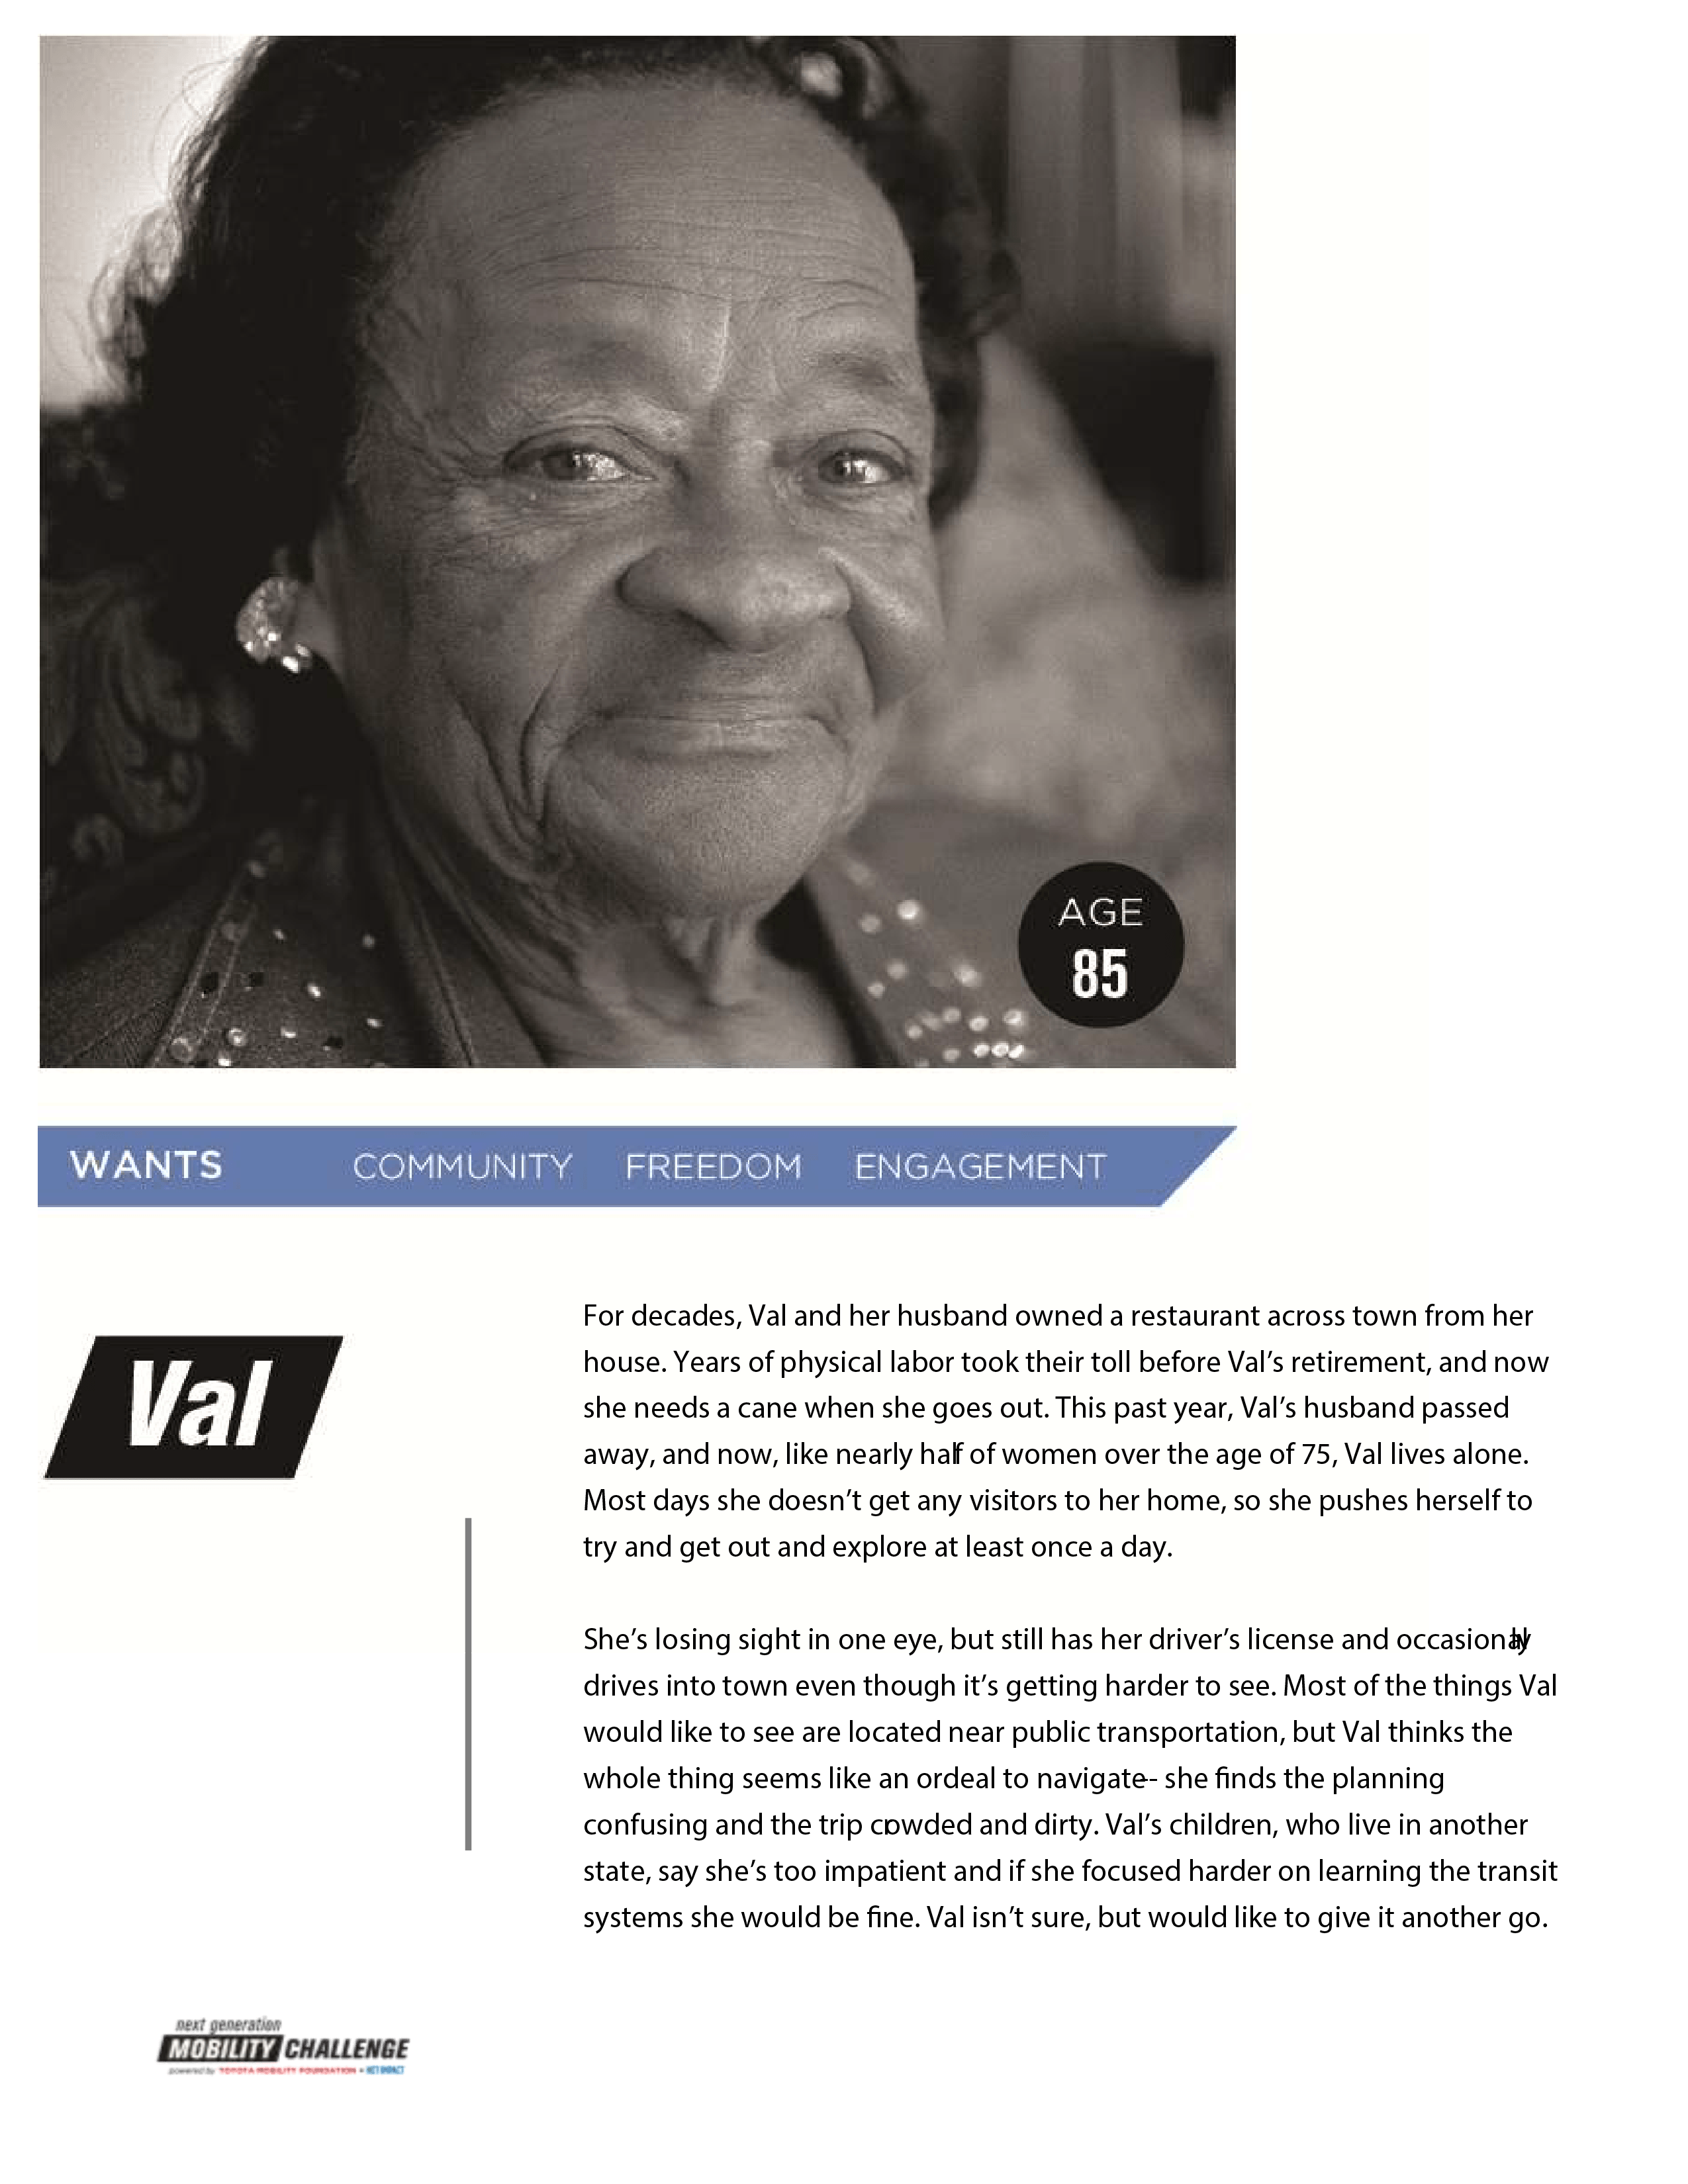 AGE
85
WANTS COMMUNITY FREEDOM ENGAGEMENT
Val
For decades, Val and her husband owned a restaurant across town from her
house. Years of physical labor took their toll before Val’s retirement, and now
she needs a cane when she goes out. This past year, Val’s husband passed
away, and now, like nearly half of women over the age of 75, Val lives alone.
Most days she doesn’t get any visitors to her home, so she pushes herself to
try and get out and explore at least once a day.
She’s losing sight in one eye, but still has her driver’s license and occasionally
drives into town even though it’s getting harder to see. Most of the things Val
would like to see are located near public transportation, but Val thinks the
whole thing seems like an ordeal to navigate-- she finds the planning
confusing and the trip crowded and dirty. Val’s children, who live in another
state, say she’s too impatient and if she focused harder on learning the transit
systems she would be fine. Val isn’t sure, but would like to give it another go.
next generation
MOBILITY CHALLENGE
powered by TOYOTA MOBILITY FOUNDATION + NET IMPACT